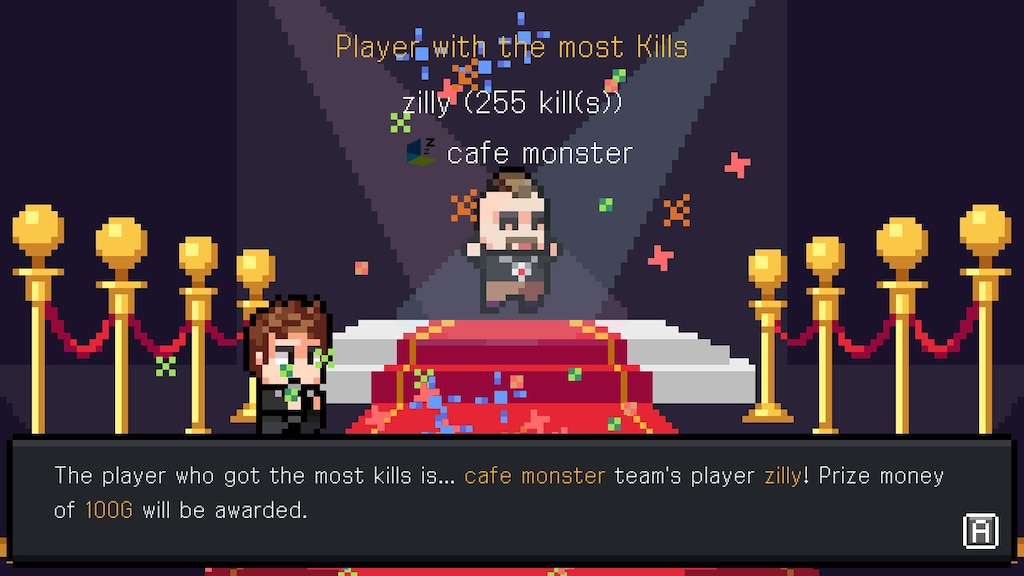 Player with the most Kills
zilly (255 kill(s))
z
z
cafe monster
The player who got the most kills is... cafe monster team's player zilly! Prize money
of 100G will be awarded.
A